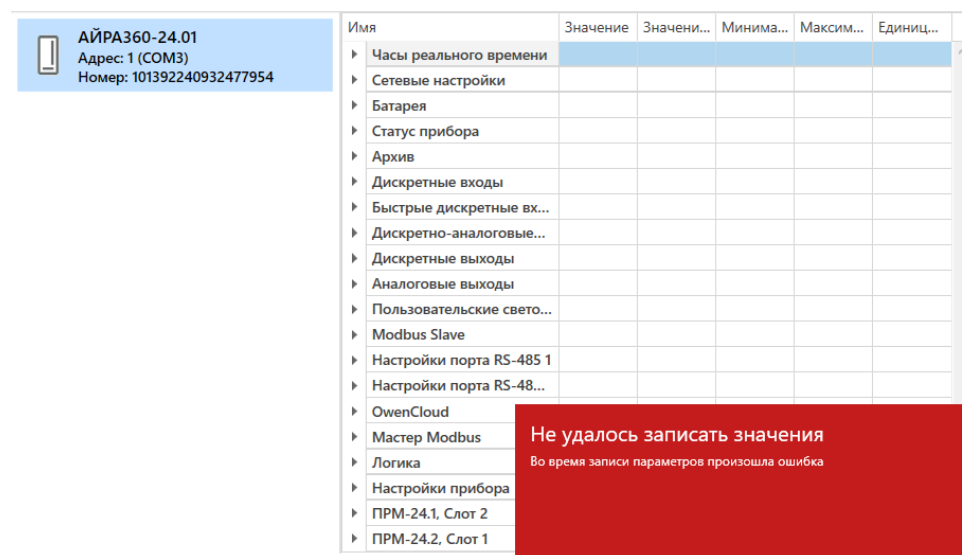 АЙРА360-24.01
Адрес: 1 (COM3)
Номер: 101392240932477954
Имя Значение Значени... Минима... Максим... Единиц...
Часы реального времени
Сетевые настройки
Батарея
Статус прибора
Архив
Дискретные входы
Быстрые дискретные вх...
Дискретно-аналоговые...
Дискретные выходы
Аналоговые выходы
Пользовательские свето...
Modbus Slave
Настройки порта RS-485 1
Настройки порта RS-48...
OwenCloud
Мастер Modbus
Логика
Настройки прибора
ПРМ-24.1, Слот 2
ПРМ-24.2, Слот 1
Не удалось записать значения
Во время записи параметров произошла ошибка